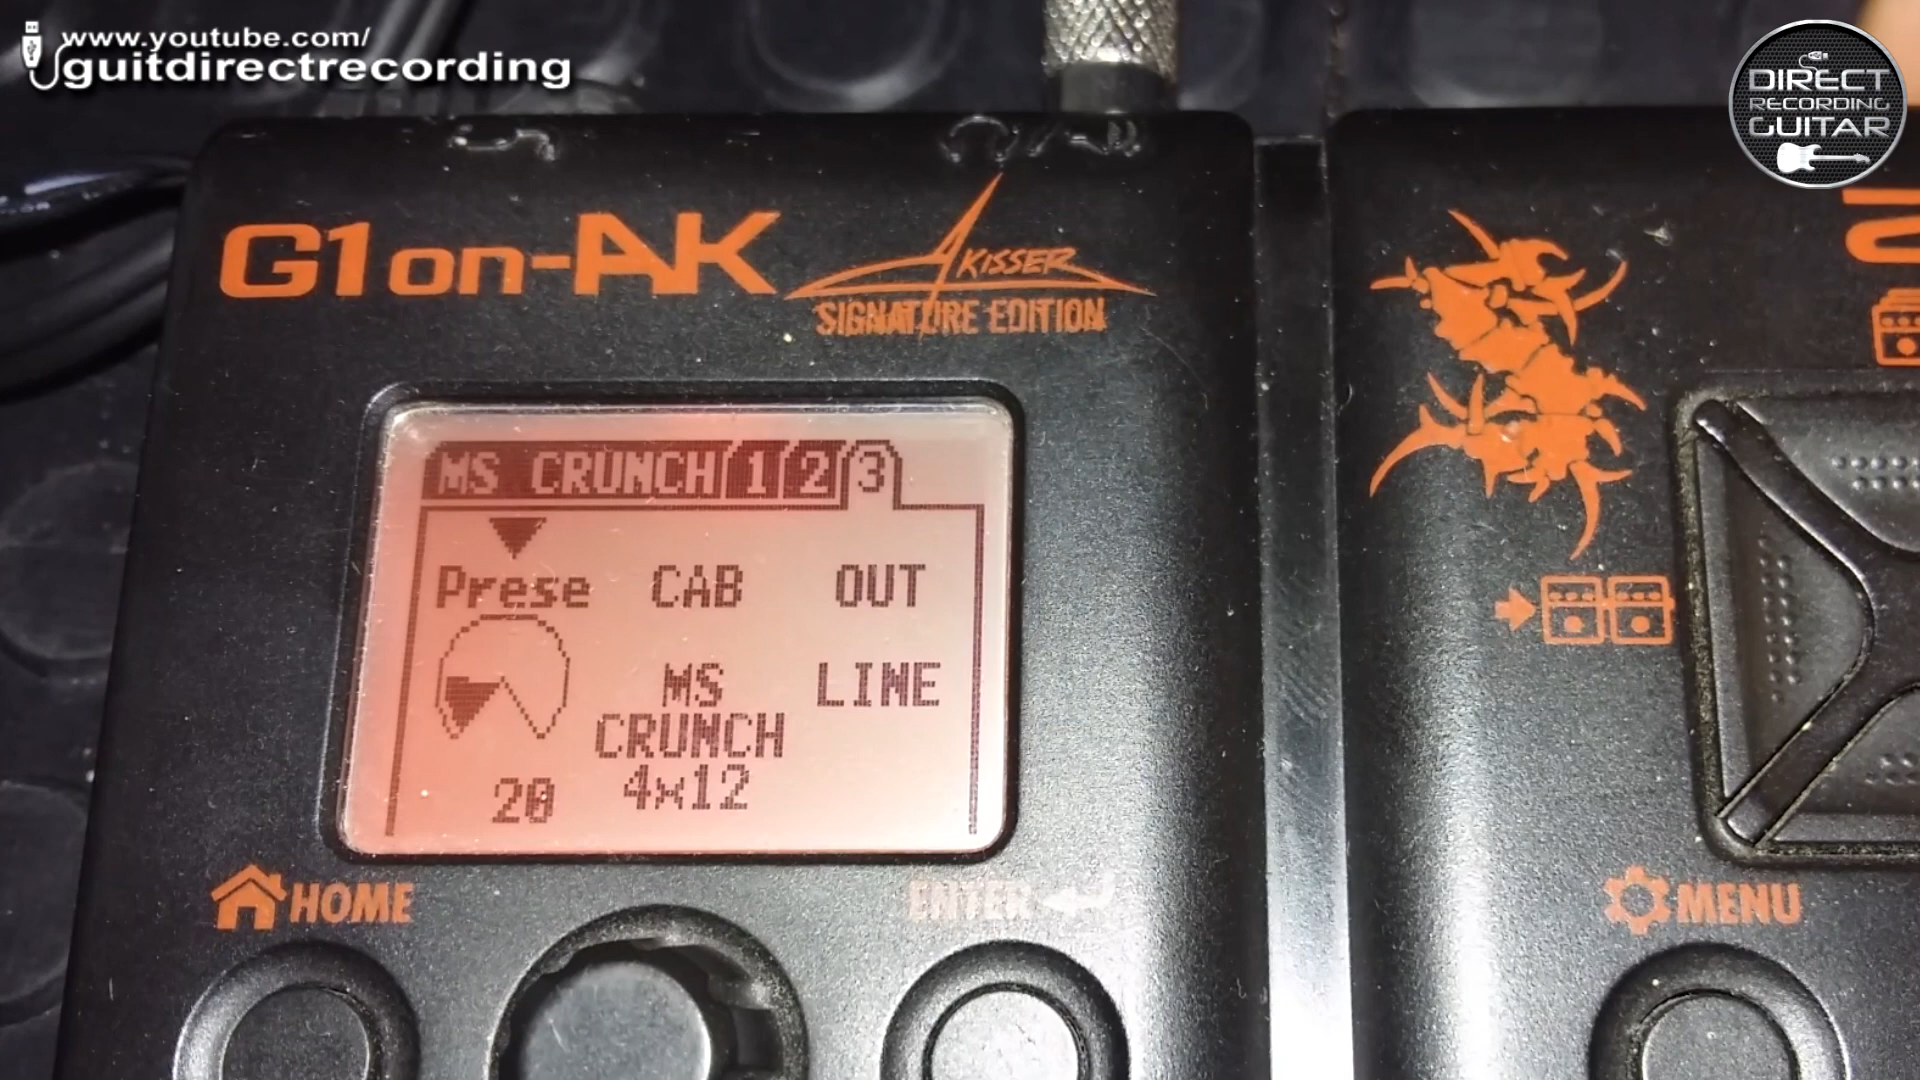 www.youtube.com/
guitdirectrecording
DIRECT
RECORDING
GUITAR
G1on-AK
AKISSER
SIGNATURE EDITION
MS CRUNCH 1 2 3
Prese CAB OUT
MS LINE
CRUNCH
20 4x12
HOME
ENTER
MENU